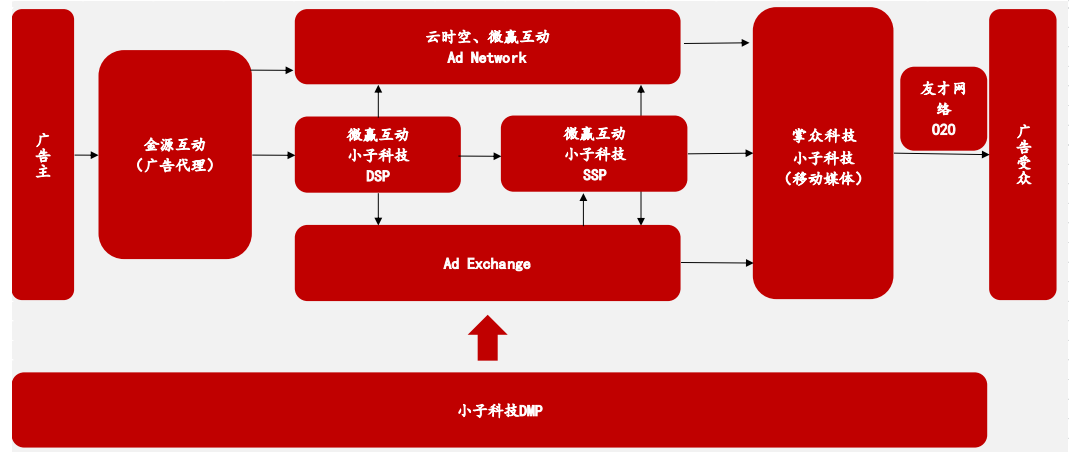 广
告
主
金源互动
（广告代理）
云时空、微赢互动
Ad Network
微赢互动
小子科技
DSP
微赢互动
小子科技
SSP
Ad Exchange
掌众科技
小子科技
（移动媒体）
友才网
络
O2O
广
告
受
众
小子科技DMP